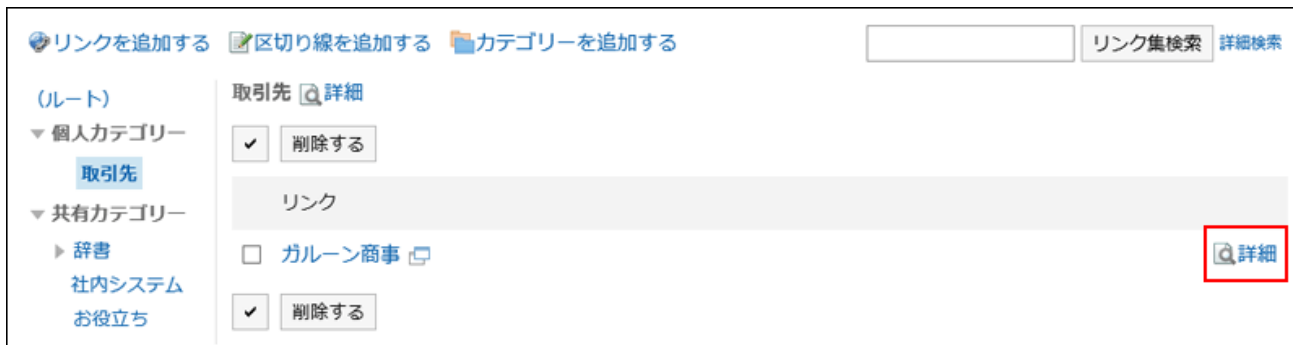 リンクを追加する 区切り線を追加する カテゴリーを追加する リンク集検索 詳細検索
(ルート)
個人カテゴリー
取引先
共有カテゴリー
辞書
社内システム
お役立ち
取引先 詳細
削除する
リンク
ガルーン商事 詳細
削除する